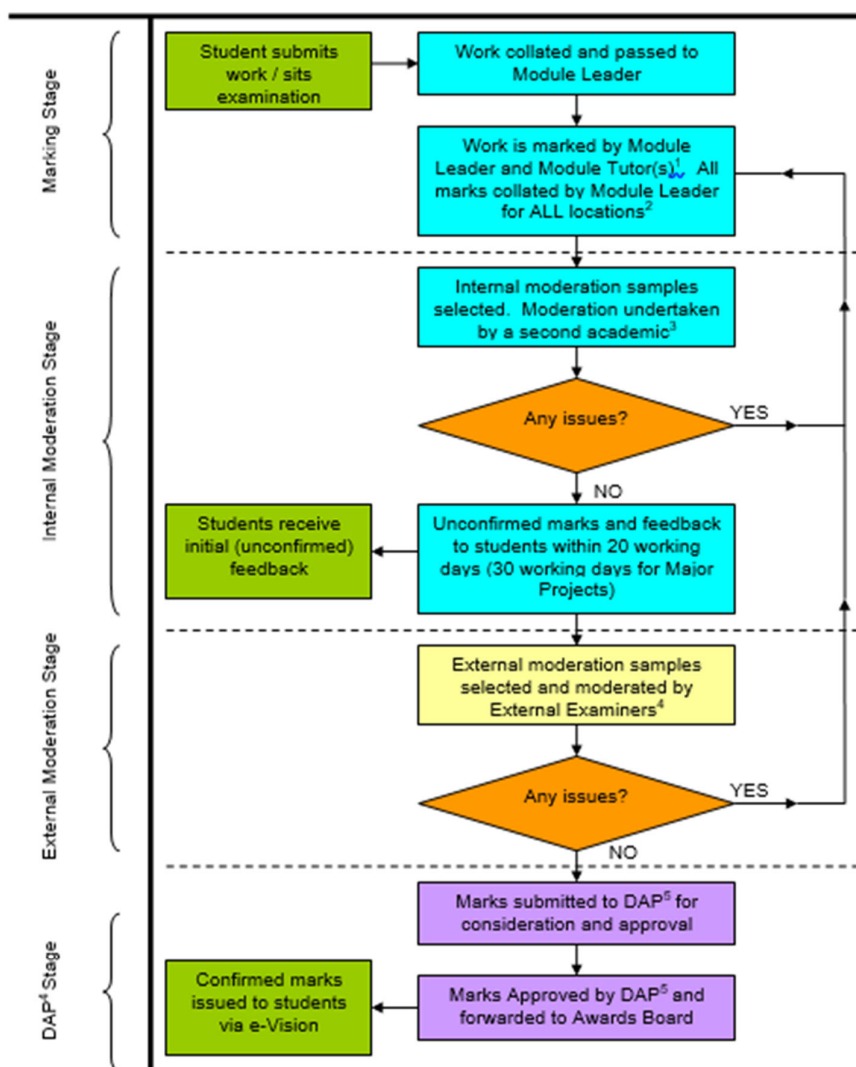 Marking Stage
Student submits
work / sits
examination
Work collated and passed to
Module Leader
Work is marked by Module
Leader and Module Tutor(s)¹. All
marks collated by Module Leader
for ALL locations²
Internal Moderation Stage
Internal moderation samples
selected. Moderation undertaken
by a second academic³
Any issues?
YES
NO
Students receive
initial (unconfirmed)
feedback
Unconfirmed marks and feedback
to students within 20 working
days (30 working days for Major
Projects)
External Moderation Stage
External moderation samples
selected and moderated by
External Examiners⁴
Any issues?
YES
NO
DAP⁴ Stage
Marks submitted to DAP⁵ for
consideration and approval
Confirmed marks
issued to students
via e-Vision
Marks Approved by DAP⁵ and
forwarded to Awards Board